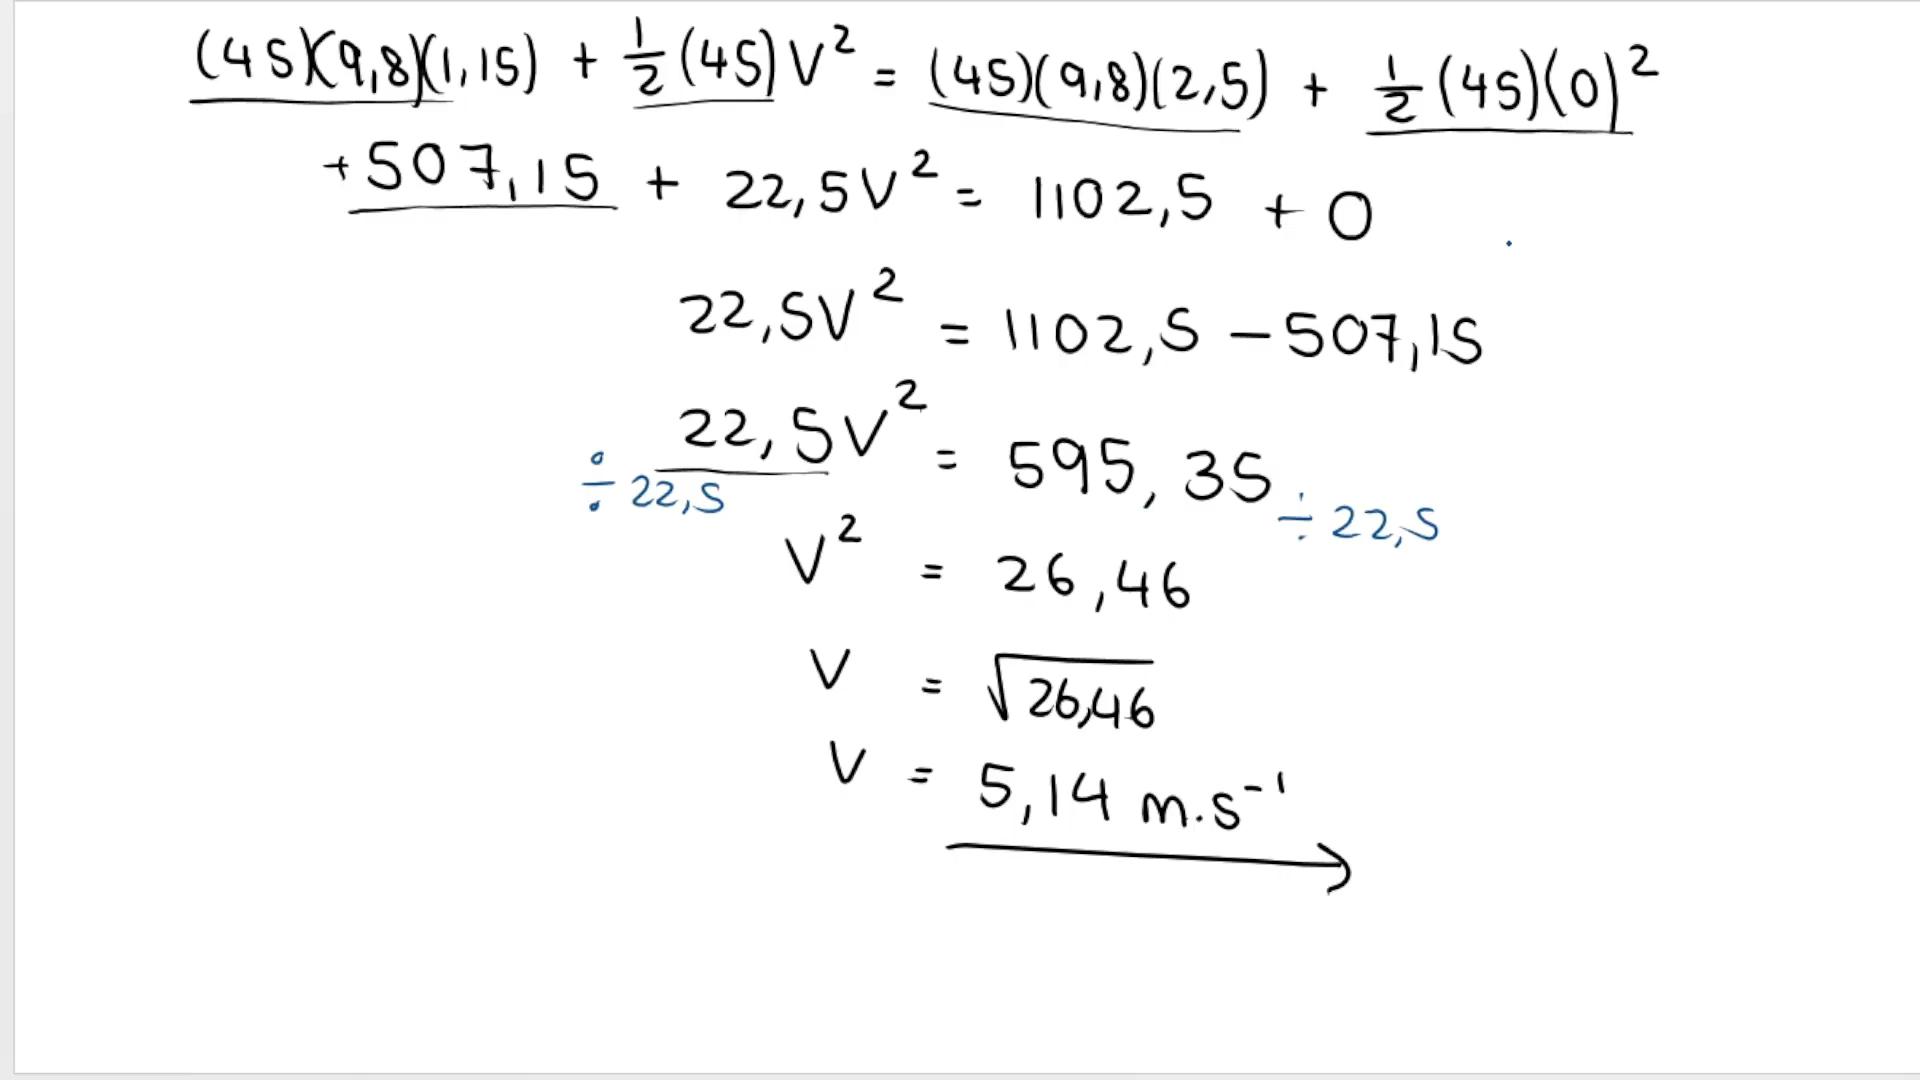 (45)(9,8)(1,15) + ½(45)V² = (45)(9,8)(2,5) + ½(45)(0)²
+507,15 + 22,5V² = 1102,5 + 0
22,5V² = 1102,5 − 507,15
22,5V² = 595,35
÷ 22,5 ÷ 22,5
V² = 26,46
V = √26,46
V = 5,14 m.s⁻¹